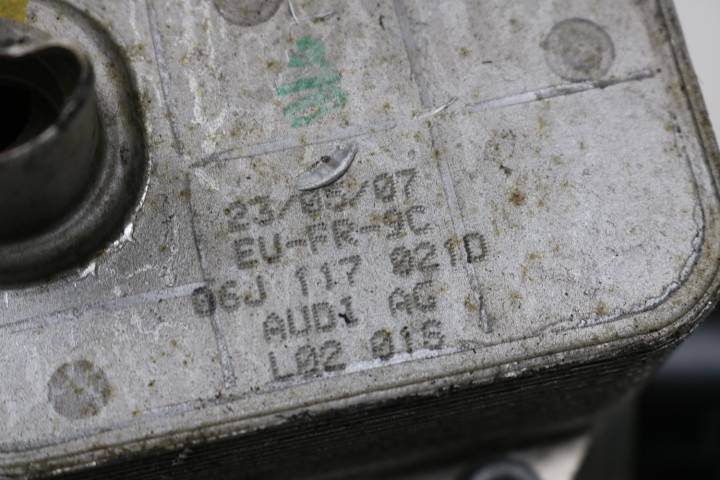 23/05/07
EU-FR-9C
06J 117 021D
AUDI AG
L02 01S